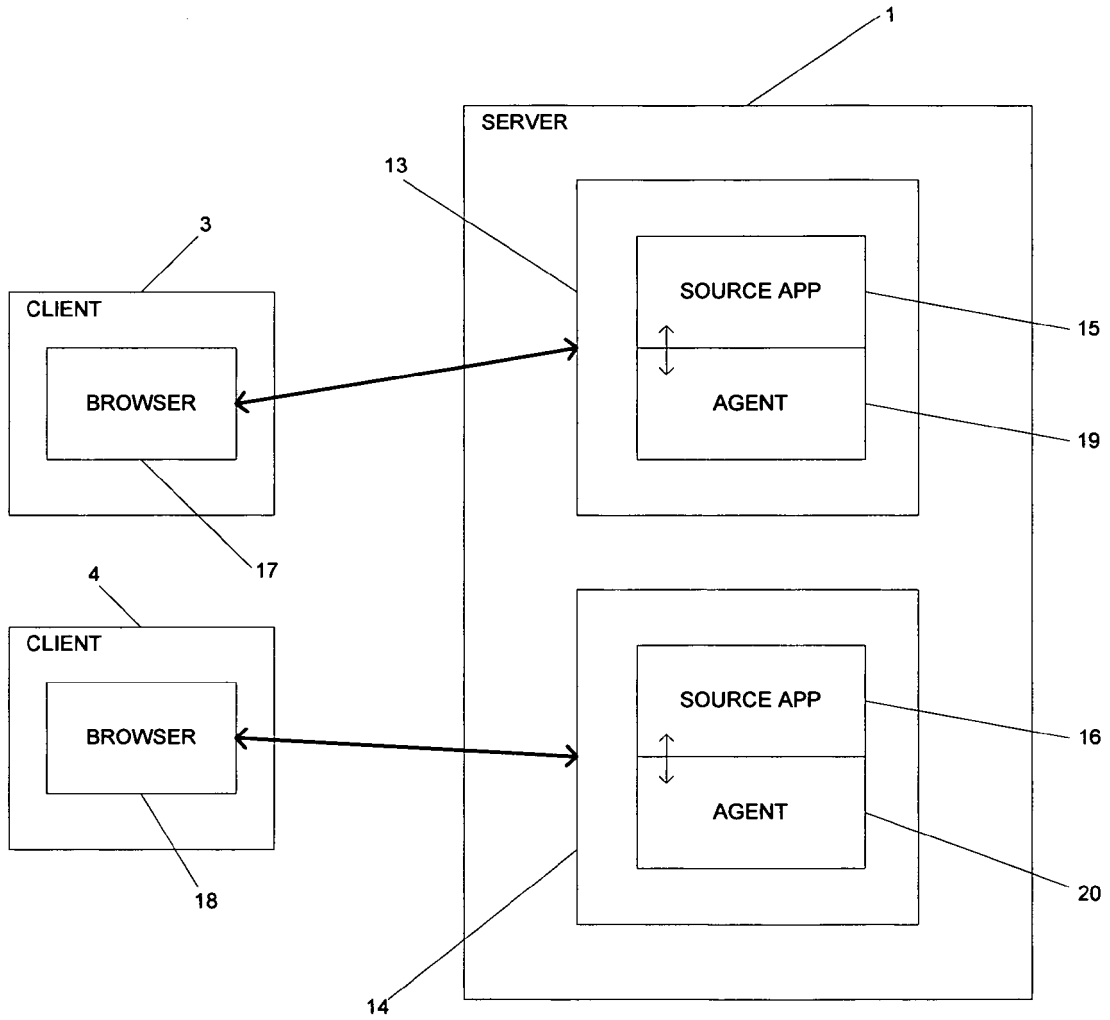 1
SERVER
13
3
CLIENT
SOURCE APP
15
BROWSER
AGENT
19
17
4
CLIENT
SOURCE APP
16
BROWSER
AGENT
20
18
14